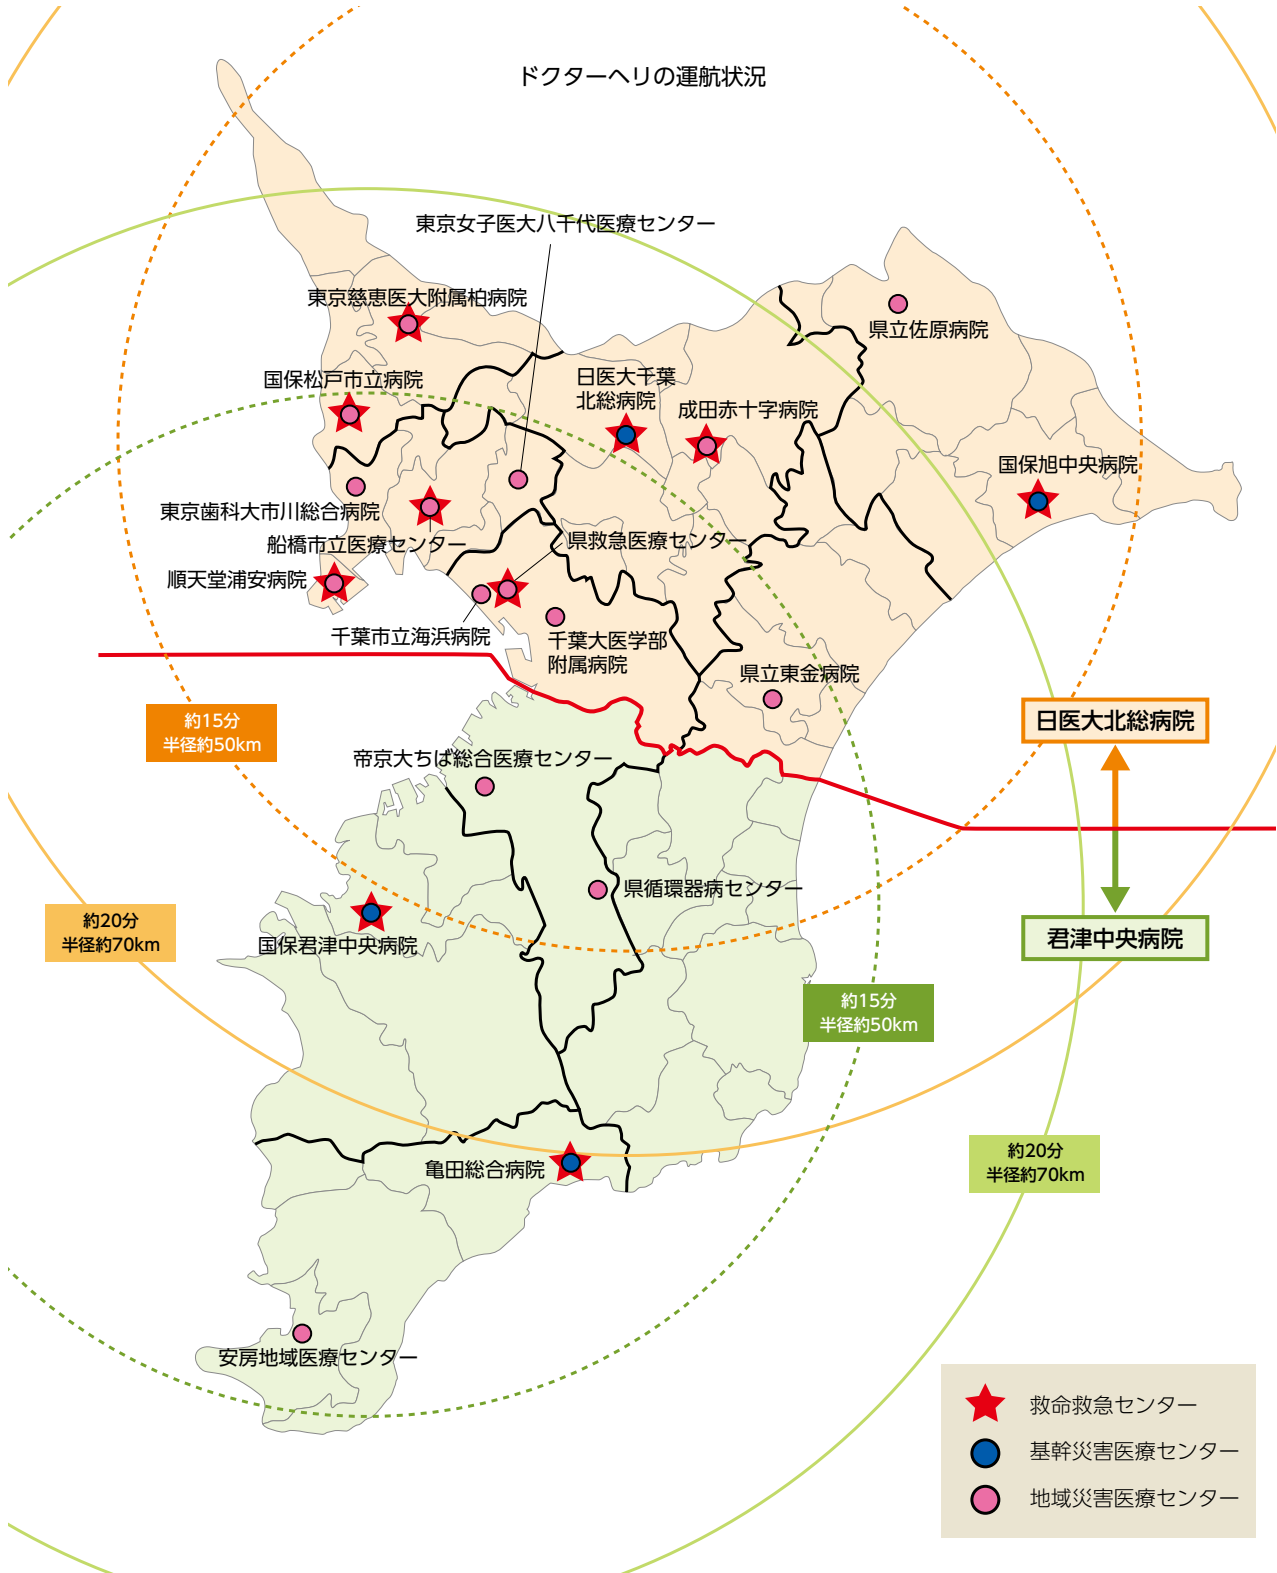 ドクターヘリの運航状況
東京女子医大八千代医療センター
東京慈恵医大附属柏病院
県立佐原病院
国保松戸市立病院
日医大千葉
北総病院
成田赤十字病院
国保旭中央病院
東京歯科大市川総合病院
船橋市立医療センター
県救急医療センター
順天堂浦安病院
千葉市立海浜病院
千葉大医学部
附属病院
県立東金病院
約15分
半径約50km
日医大北総病院
帝京大ちば総合医療センター
県循環器病センター
約20分
半径約70km
国保君津中央病院
君津中央病院
約15分
半径約50km
約20分
半径約70km
亀田総合病院
安房地域医療センター
救命救急センター
基幹災害医療センター
地域災害医療センター